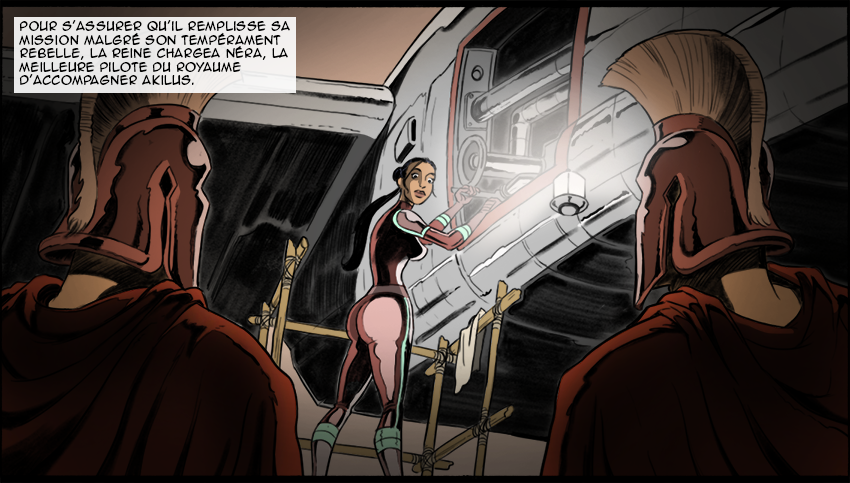 POUR S'ASSURER QU'IL REMPLISSE SA
MISSION MALGRÉ SON TEMPÉRAMENT
REBELLE, LA REINE CHARGEA NÉRA, LA
MEILLEURE PILOTE DU ROYAUME
D'ACCOMPAGNER AKILUS.